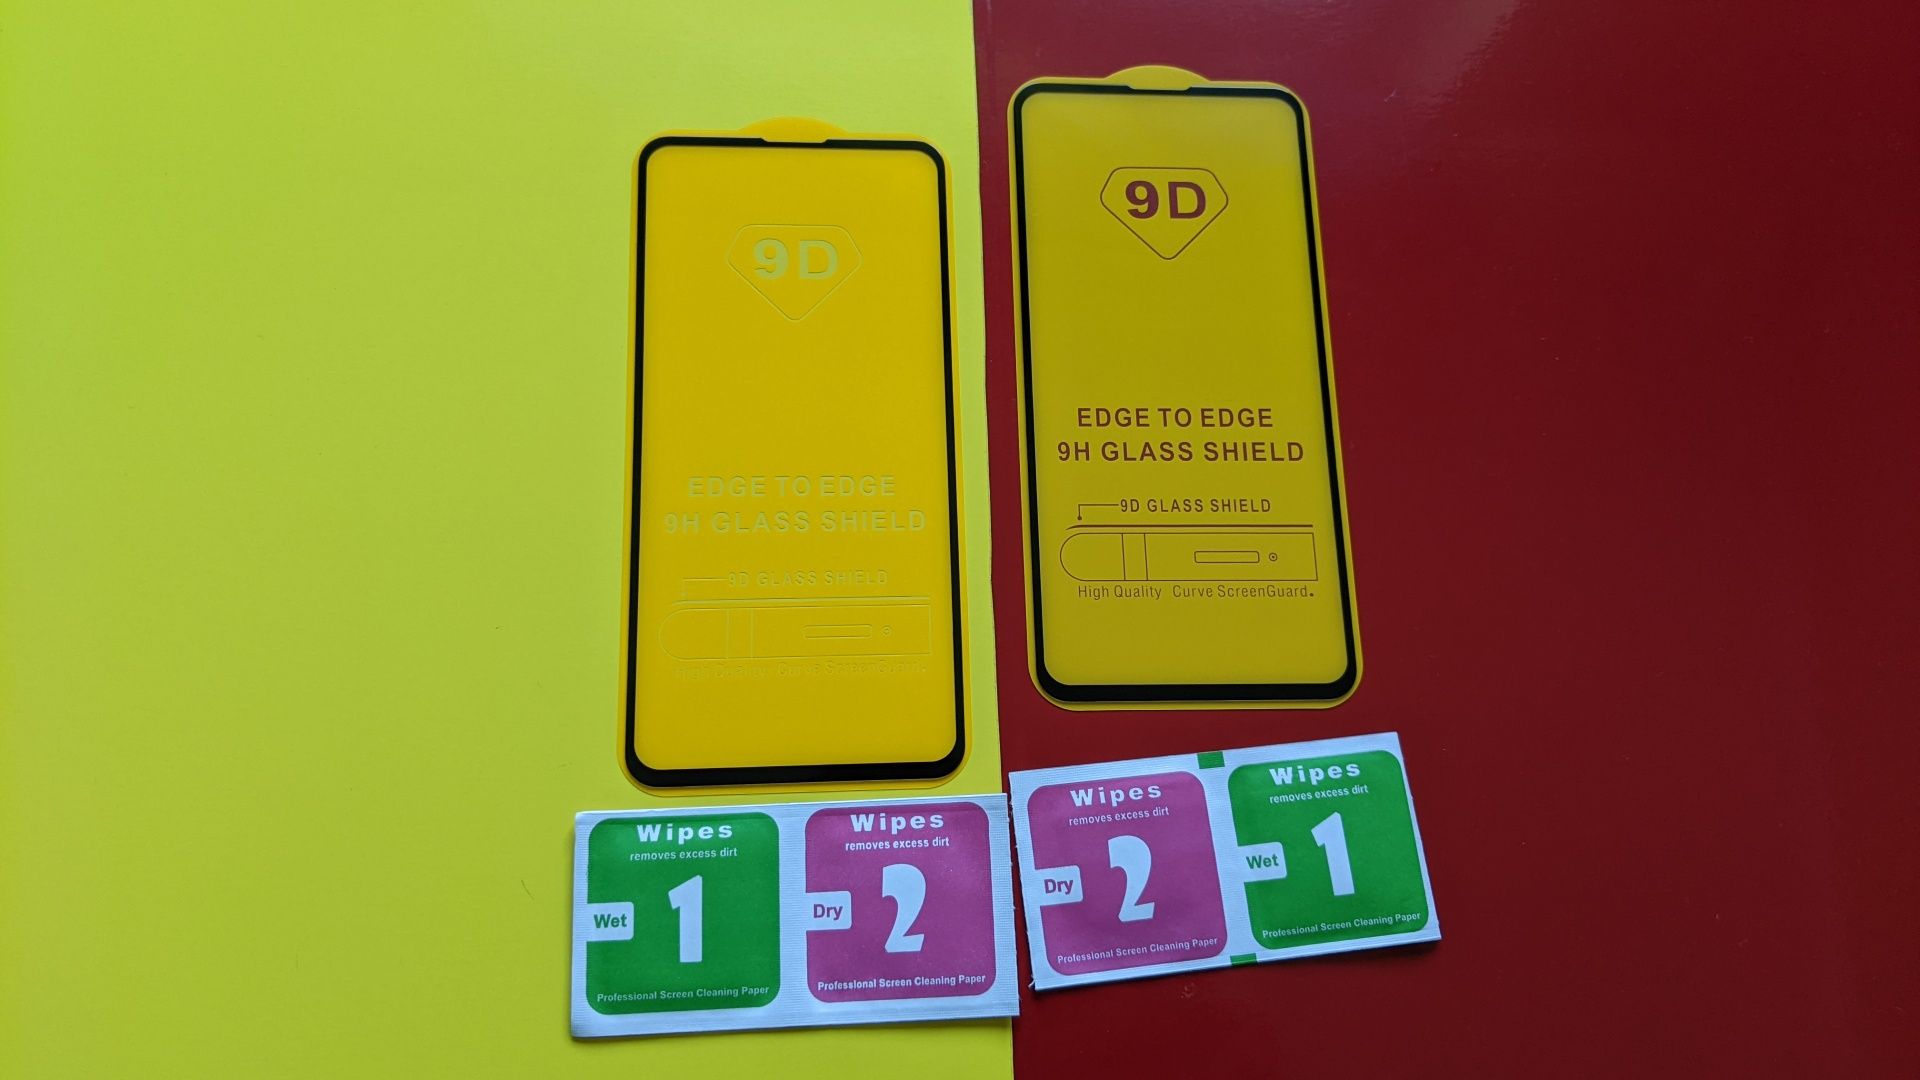 9D
EDGE TO EDGE
9H GLASS SHIELD
9D GLASS SHIELD
High Quality Curve ScreenGuard.
9D
EDGE TO EDGE
9H GLASS SHIELD
9D GLASS SHIELD
High Quality Curve ScreenGuard.
Wipes
removes excess dirt
Wet
1
Professional Screen Cleaning Paper
Wipes
removes excess dirt
Dry
2
Professional Screen Cleaning Paper
Wipes
removes excess dirt
Dry
2
Professional Screen Cleaning Paper
Wipes
removes excess dirt
Wet
1
Professional Screen Cleaning Paper